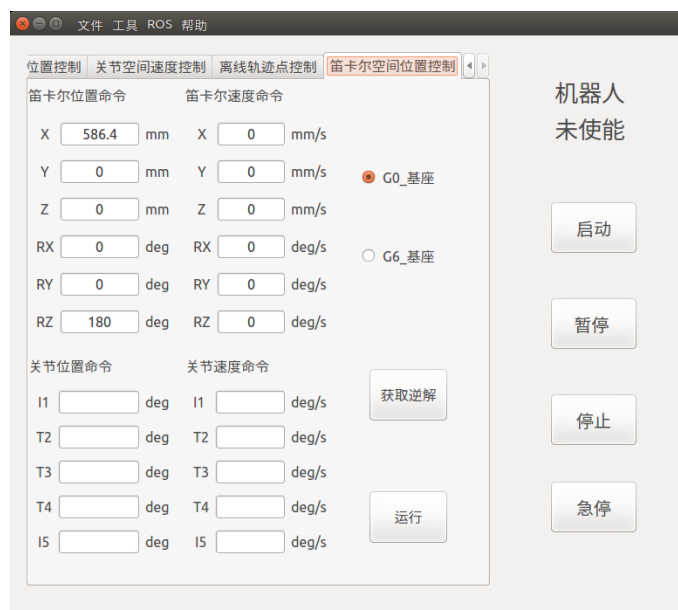 文件 工具 ROS 帮助
位置控制 关节空间速度控制 离线轨迹点控制 笛卡尔空间位置控制
笛卡尔位置命令 笛卡尔速度命令
X 586.4 mm X 0 mm/s
Y 0 mm Y 0 mm/s
G0_基座
Z 0 mm Z 0 mm/s
RX 0 deg RX 0 deg/s
G6_基座
RY 0 deg RY 0 deg/s
RZ 180 deg RZ 0 deg/s
关节位置命令 关节速度命令
I1 deg I1 deg/s
获取逆解
T2 deg T2 deg/s
T3 deg T3 deg/s
T4 deg T4 deg/s
运行
I5 deg I5 deg/s
机器人
未使能
启动
暂停
停止
急停